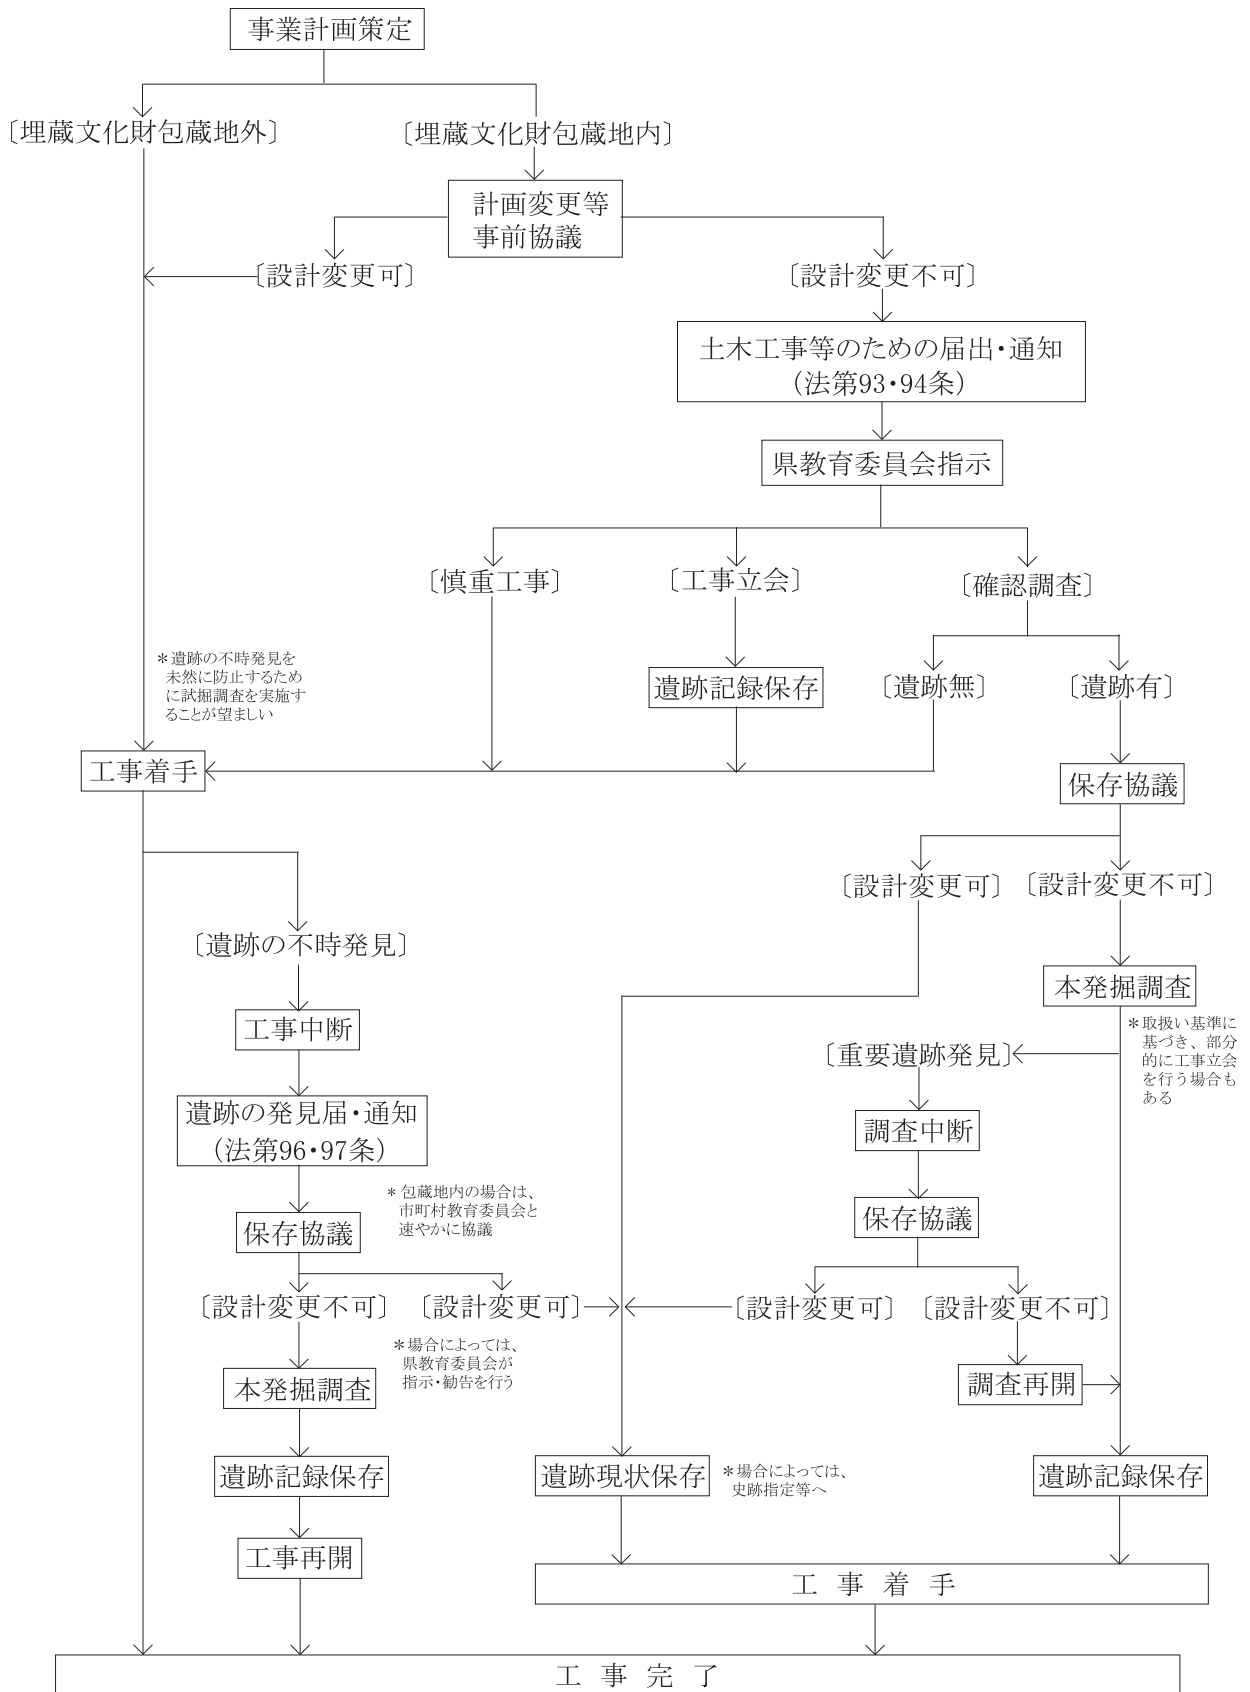 事業計画策定
〔埋蔵文化財包蔵地外〕
〔埋蔵文化財包蔵地内〕
計画変更等
事前協議
〔設計変更可〕
〔設計変更不可〕
土木工事等のための届出・通知
(法第93・94条)
県教育委員会指示
〔慎重工事〕
〔工事立会〕
〔確認調査〕
*遺跡の不時発見を
未然に防止するため
に試掘調査を実施す
ることが望ましい
遺跡記録保存
〔遺跡無〕
〔遺跡有〕
工事着手
保存協議
〔設計変更可〕
〔設計変更不可〕
〔遺跡の不時発見〕
本発掘調査
*取扱い基準に
基づき、部分
的に工事立会
を行う場合も
ある
工事中断
〔重要遺跡発見〕
遺跡の発見届・通知
(法第96・97条)
調査中断
*包蔵地内の場合は、
市町村教育委員会と
速やかに協議
保存協議
保存協議
〔設計変更不可〕
〔設計変更可〕
〔設計変更可〕
〔設計変更不可〕
*場合によっては、
県教育委員会が
指示・勧告を行う
本発掘調査
調査再開
遺跡記録保存
遺跡現状保存
*場合によっては、
史跡指定等へ
遺跡記録保存
工事再開
工事着手
工事完了